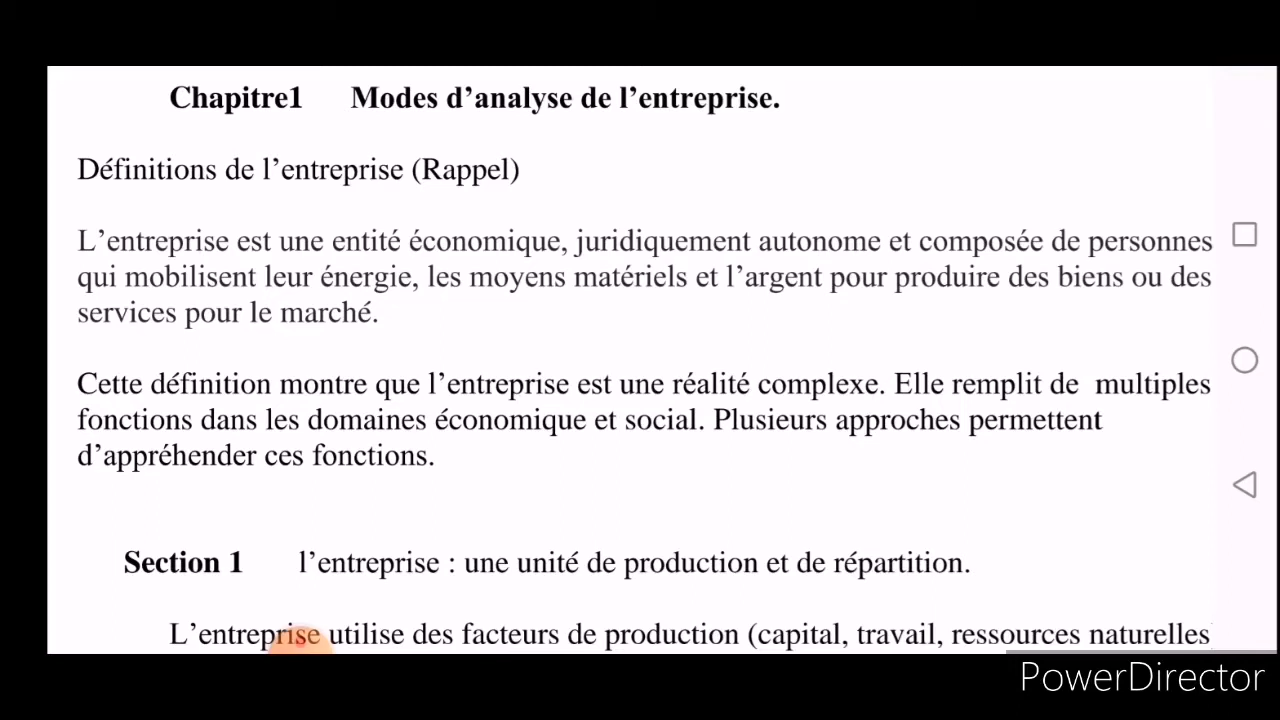 Chapitre1 Modes d’analyse de l’entreprise.
Définitions de l’entreprise (Rappel)
L’entreprise est une entité économique, juridiquement autonome et composée de personnes
qui mobilisent leur énergie, les moyens matériels et l’argent pour produire des biens ou des
services pour le marché.
Cette définition montre que l’entreprise est une réalité complexe. Elle remplit de multiples
fonctions dans les domaines économique et social. Plusieurs approches permettent
d’appréhender ces fonctions.
Section 1 l’entreprise : une unité de production et de répartition.
L’entreprise utilise des facteurs de production (capital, travail, ressources naturelles
PowerDirector